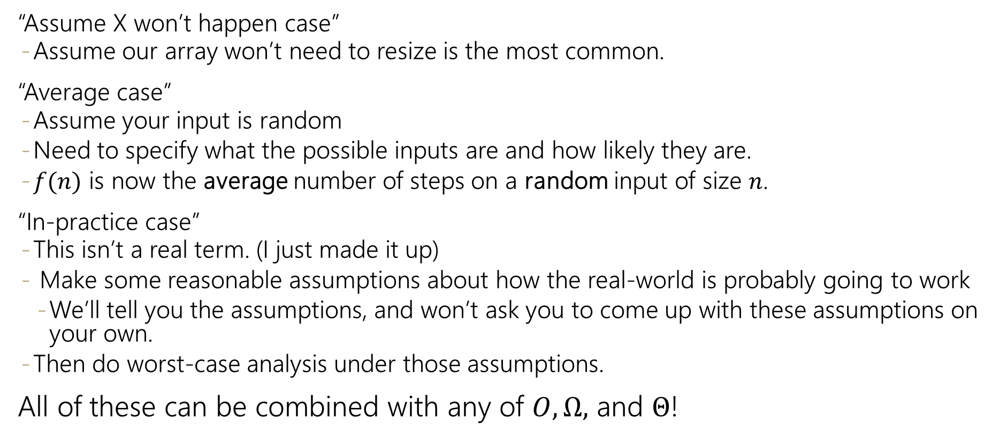 “Assume X won’t happen case”
- Assume our array won’t need to resize is the most common.
“Average case”
- Assume your input is random
- Need to specify what the possible inputs are and how likely they are.
- f(n) is now the average number of steps on a random input of size n.
“In-practice case”
- This isn’t a real term. (I just made it up)
- Make some reasonable assumptions about how the real-world is probably going to work
- We’ll tell you the assumptions, and won’t ask you to come up with these assumptions on
your own.
- Then do worst-case analysis under those assumptions.
All of these can be combined with any of O, Ω, and Θ!